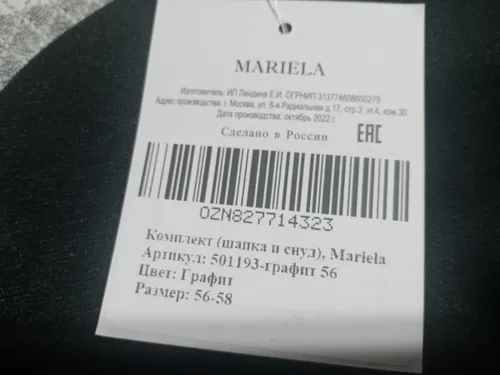 MARIELA
Изготовитель: ИП Ландина Е.И. ОГРНИП 313774608600279
Адрес производства: г. Москва, ул. 6-я Радиальная д.17, стр.3, эт.4, ком.30
Дата производства: октябрь 2022 г.
Сделано в России
EAC
OZN827714323
Комплект (шапка и снуд), Mariela
Артикул: 501193-графит 56
Цвет: Графит
Размер: 56-58